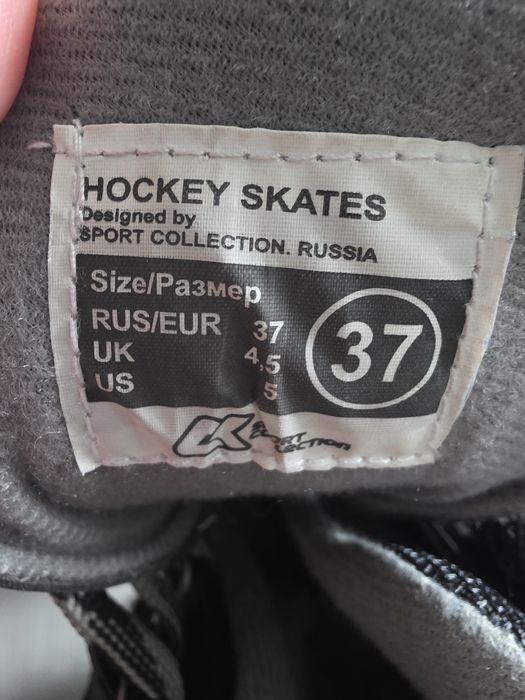 HOCKEY SKATES
Designed by
SPORT COLLECTION. RUSSIA
Size/Размер
RUS/EUR 37
UK 4,5
US 5
37
CK
SPORT
collection